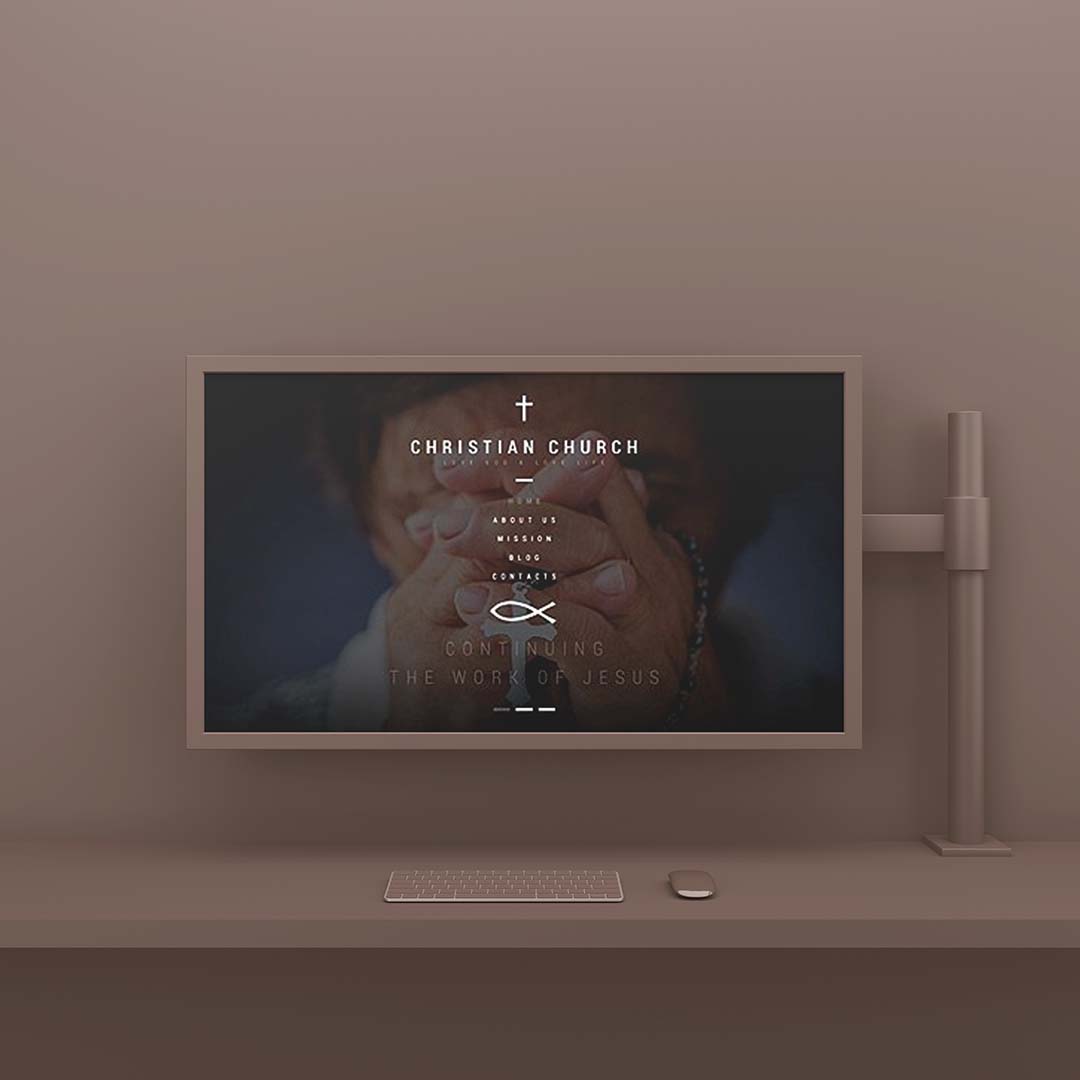 CHRISTIAN CHURCH
LOVE GOD & LOVE LIFE
HOME
ABOUT US
MISSION
BLOG
CONTACTS
CONTINUING
THE WORK OF JESUS